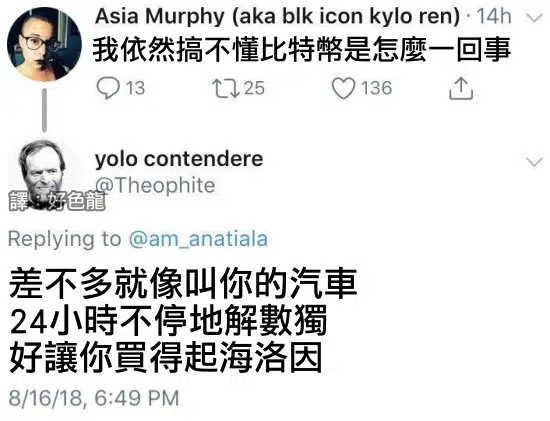 Asia Murphy (aka blk icon kylo ren) · 14h
我依然搞不懂比特幣是怎麼一回事
13 25 136
yolo contendere
@Theophite
譯：好色龍
Replying to @am_anatiala
差不多就像叫你的汽車
24小時不停地解數獨
好讓你買得起海洛因
8/16/18, 6:49 PM